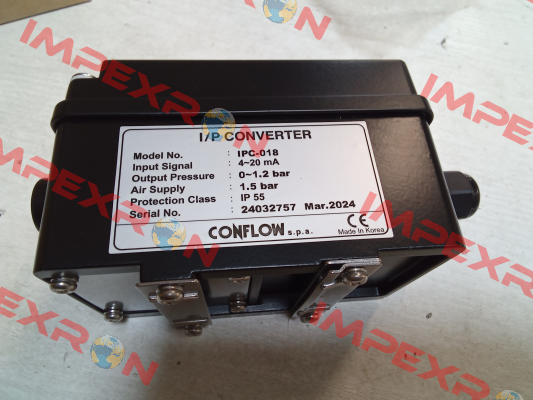 IMPEXRON
IMPEXRON
I/P CONVERTER
Model No. : IPC-018
Input Signal : 4~20 mA
Output Pressure : 0~1.2 bar
Air Supply : 1.5 bar
Protection Class : IP 55
Serial No. : 24032757 Mar.2024
CONFLOW s.p.a.
CE
Made In Korea
IMPEXRON
IMPEXRON